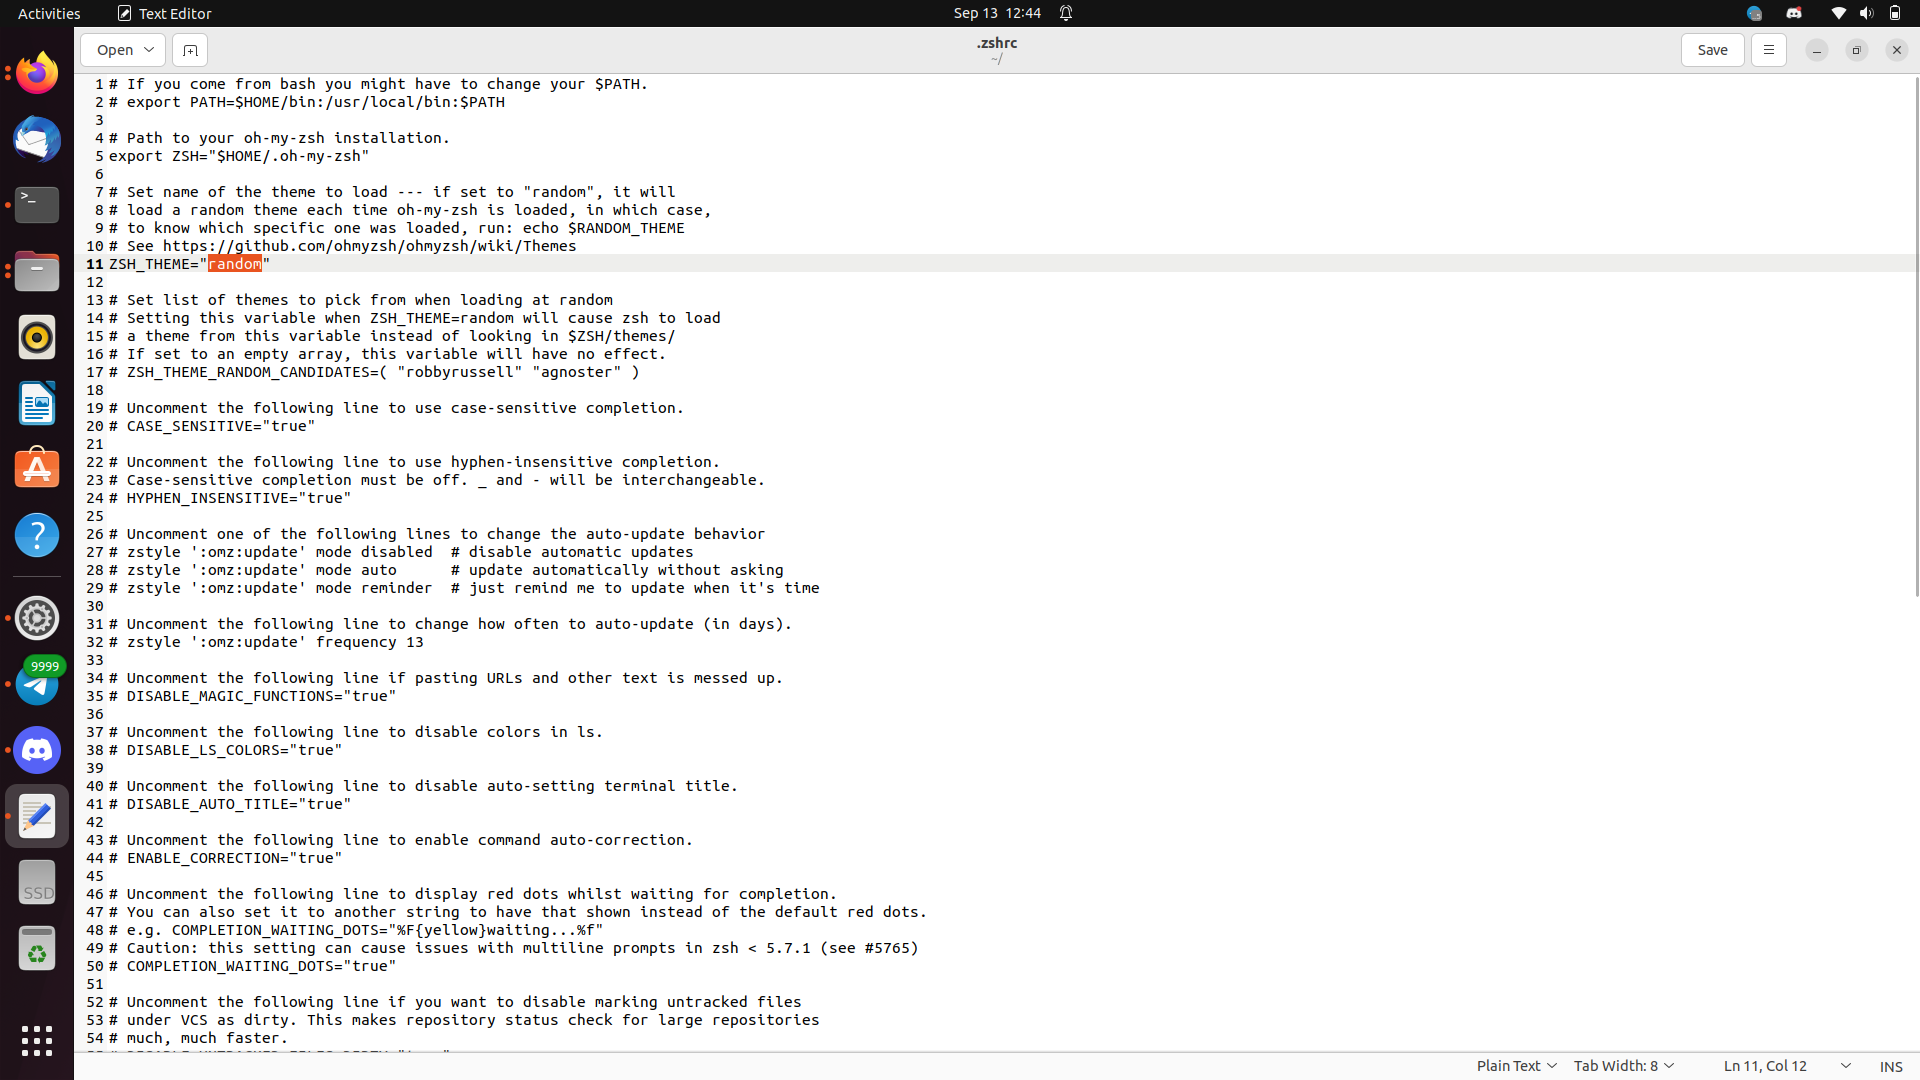 Activities
Text Editor
Sep 13 12:44
Open
.zshrc
~/
Save
1 # If you come from bash you might have to change your $PATH.
2 # export PATH=$HOME/bin:/usr/local/bin:$PATH
3
4 # Path to your oh-my-zsh installation.
5 export ZSH="$HOME/.oh-my-zsh"
6
7 # Set name of the theme to load --- if set to "random", it will
8 # load a random theme each time oh-my-zsh is loaded, in which case,
9 # to know which specific one was loaded, run: echo $RANDOM_THEME
10 # See https://github.com/ohmyzsh/ohmyzsh/wiki/Themes
11 ZSH_THEME="random"
12
13 # Set list of themes to pick from when loading at random
14 # Setting this variable when ZSH_THEME=random will cause zsh to load
15 # a theme from this variable instead of looking in $ZSH/themes/
16 # If set to an empty array, this variable will have no effect.
17 # ZSH_THEME_RANDOM_CANDIDATES=( "robbyrussell" "agnoster" )
18
19 # Uncomment the following line to use case-sensitive completion.
20 # CASE_SENSITIVE="true"
21
22 # Uncomment the following line to use hyphen-insensitive completion.
23 # Case-sensitive completion must be off. _ and - will be interchangeable.
24 # HYPHEN_INSENSITIVE="true"
25
26 # Uncomment one of the following lines to change the auto-update behavior
27 # zstyle ':omz:update' mode disabled  # disable automatic updates
28 # zstyle ':omz:update' mode auto      # update automatically without asking
29 # zstyle ':omz:update' mode reminder  # just remind me to update when it's time
30
31 # Uncomment the following line to change how often to auto-update (in days).
32 # zstyle ':omz:update' frequency 13
33
34 # Uncomment the following line if pasting URLs and other text is messed up.
35 # DISABLE_MAGIC_FUNCTIONS="true"
36
37 # Uncomment the following line to disable colors in ls.
38 # DISABLE_LS_COLORS="true"
39
40 # Uncomment the following line to disable auto-setting terminal title.
41 # DISABLE_AUTO_TITLE="true"
42
43 # Uncomment the following line to enable command auto-correction.
44 # ENABLE_CORRECTION="true"
45
46 # Uncomment the following line to display red dots whilst waiting for completion.
47 # You can also set it to another string to have that shown instead of the default red dots.
48 # e.g. COMPLETION_WAITING_DOTS="%F{yellow}waiting...%f"
49 # Caution: this setting can cause issues with multiline prompts in zsh < 5.7.1 (see #5765)
50 # COMPLETION_WAITING_DOTS="true"
51
52 # Uncomment the following line if you want to disable marking untracked files
53 # under VCS as dirty. This makes repository status check for large repositories
54 # much, much faster.
9999
SSD
Plain Text
Tab Width: 8
Ln 11, Col 12
INS